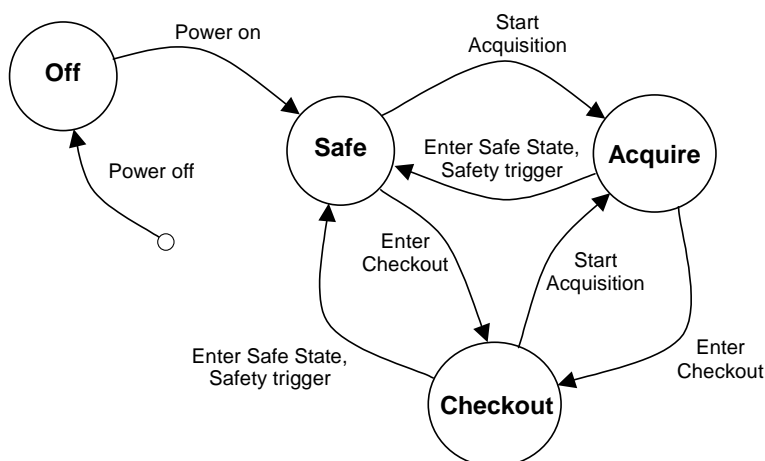 Power on
Off
Power off
Start
Acquisition
Safe
Enter Safe State,
Safety trigger
Acquire
Enter
Checkout
Start
Acquisition
Enter Safe State,
Safety trigger
Enter
Checkout
Checkout